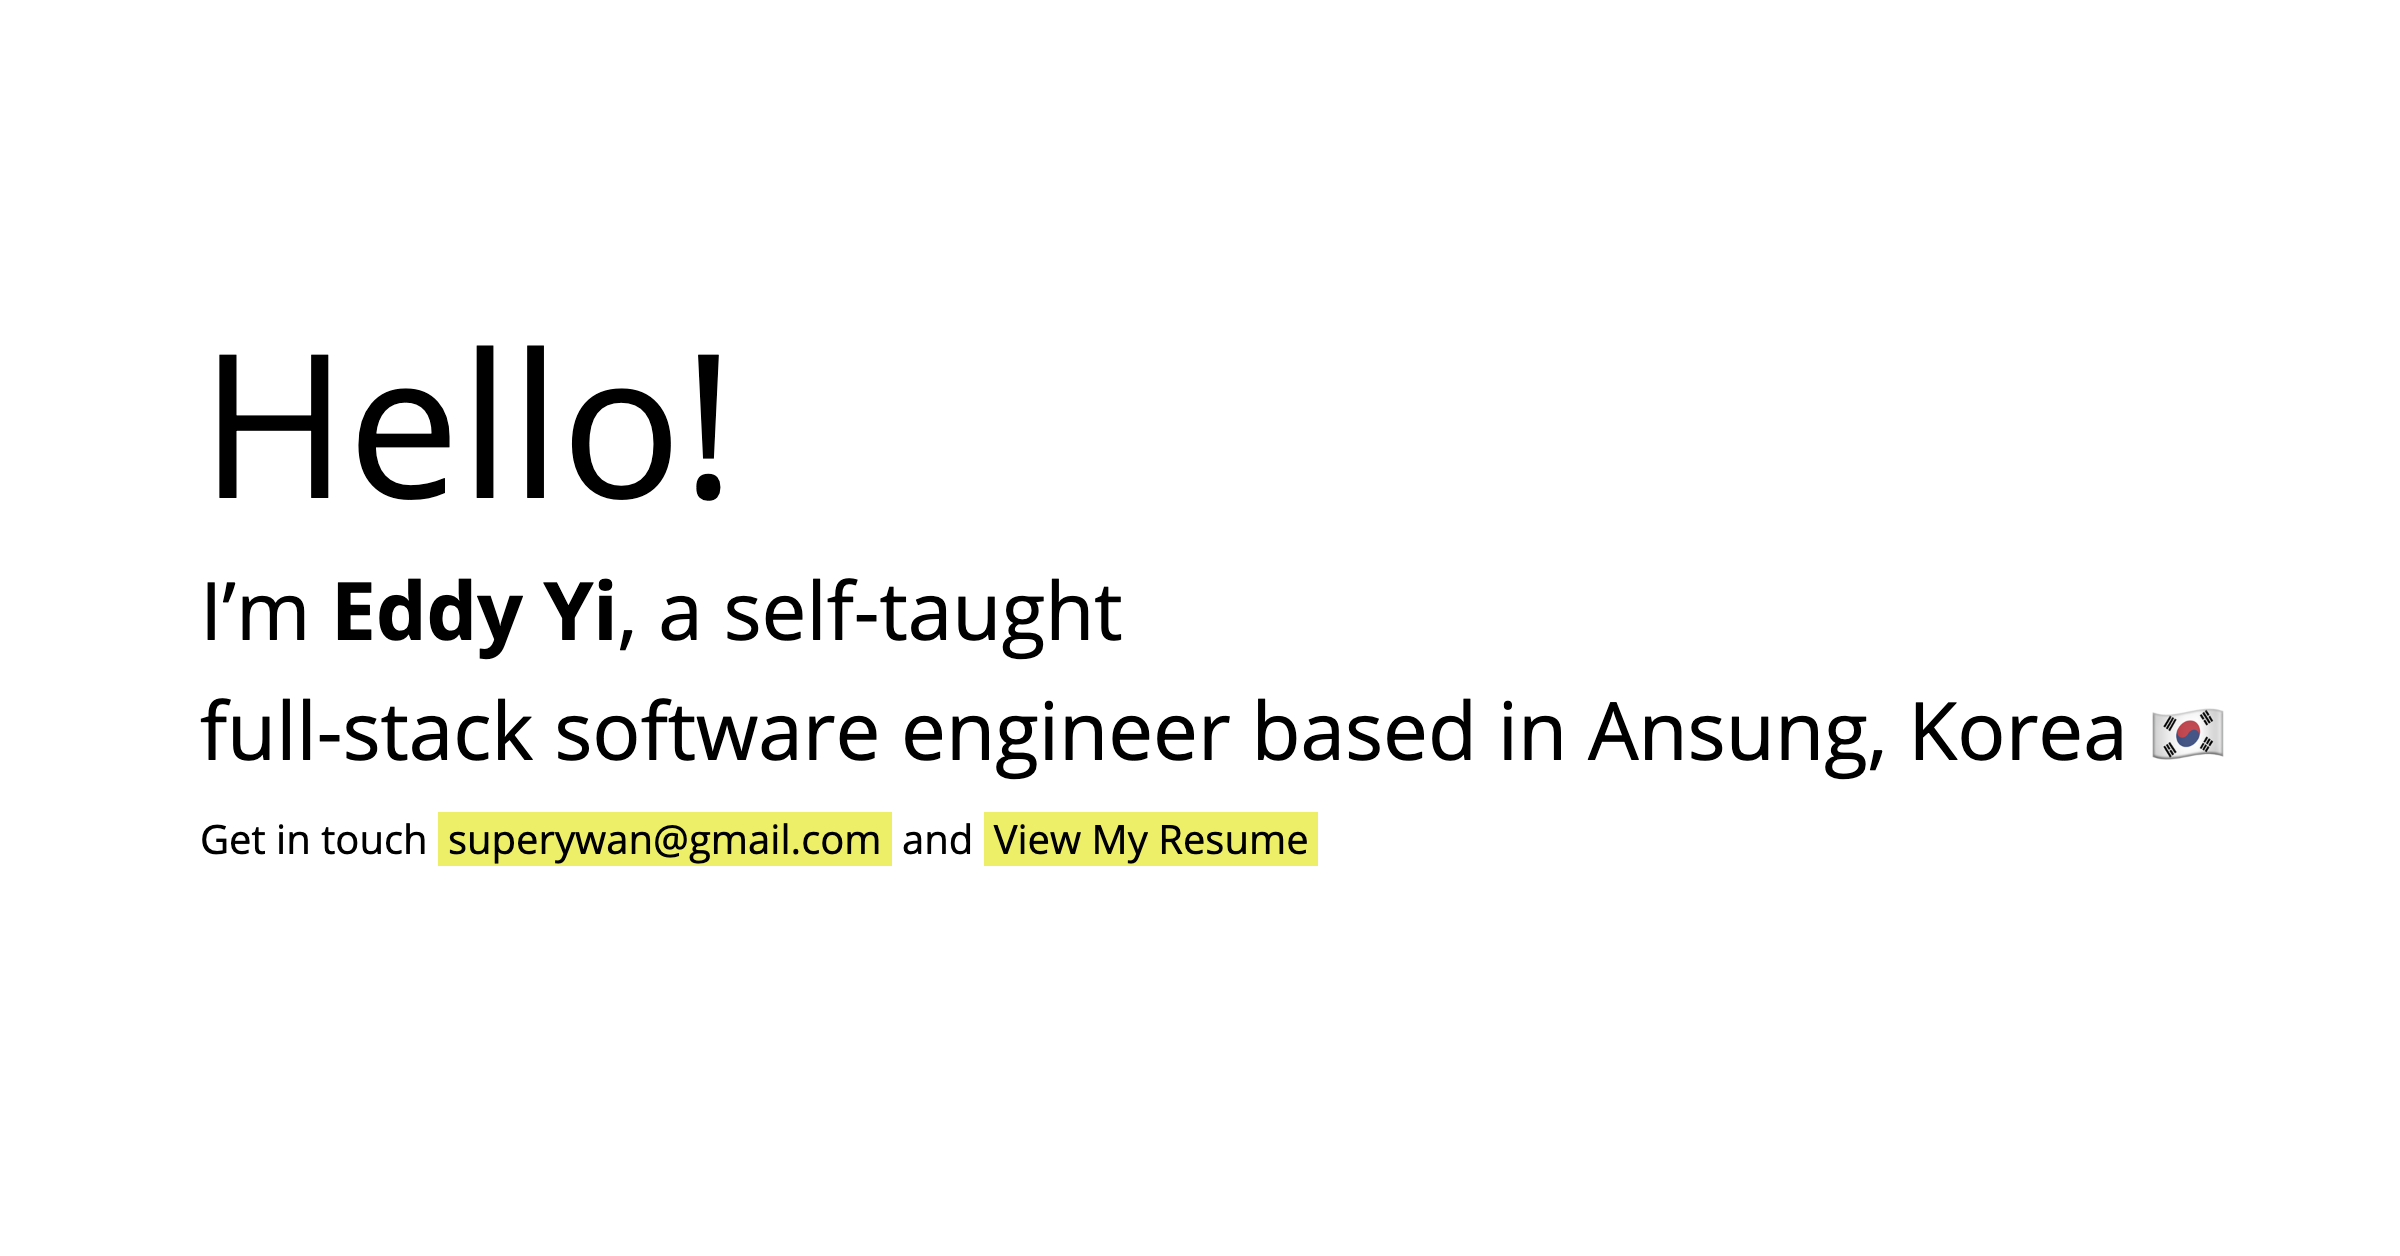 Hello!
I’m Eddy Yi, a self-taught
full-stack software engineer based in Ansung, Korea 🇰🇷
Get in touch superywan@gmail.com and View My Resume